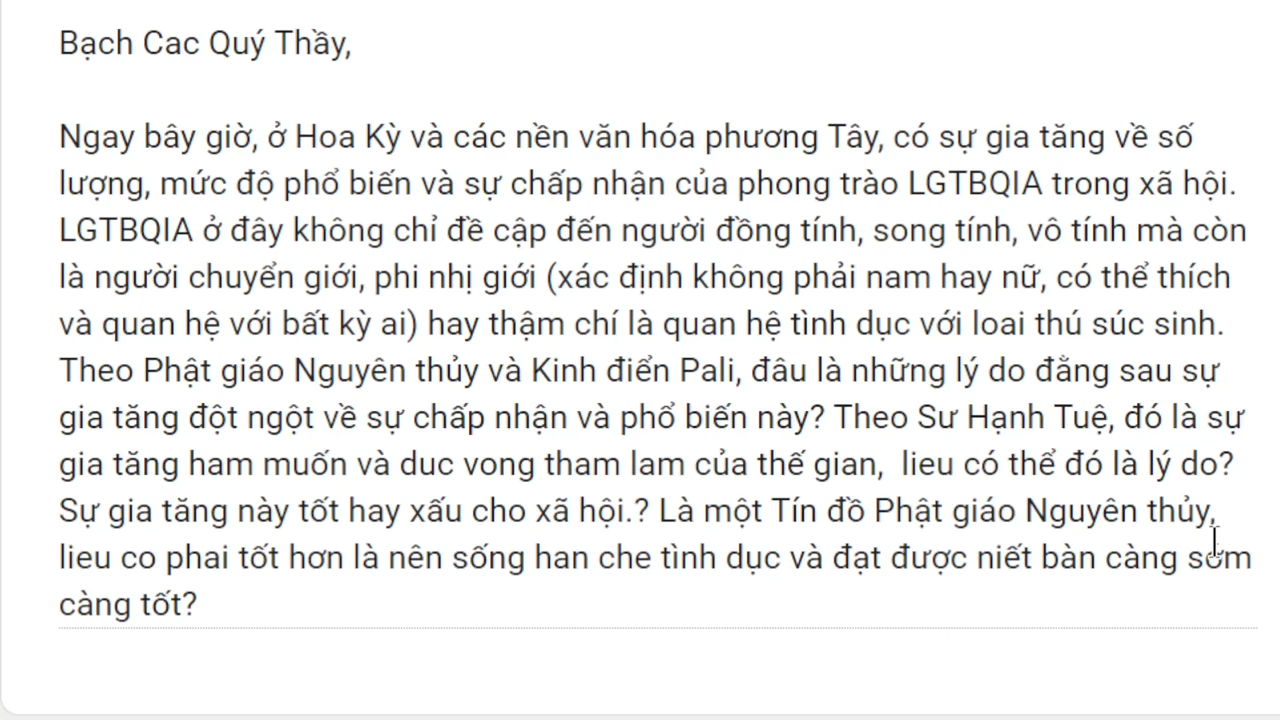 Bạch Cac Quý Thầy,
Ngay bây giờ, ở Hoa Kỳ và các nền văn hóa phương Tây, có sự gia tăng về số
lượng, mức độ phổ biến và sự chấp nhận của phong trào LGTBQIA trong xã hội.
LGTBQIA ở đây không chỉ đề cập đến người đồng tính, song tính, vô tính mà còn
là người chuyển giới, phi nhị giới (xác định không phải nam hay nữ, có thể thích
và quan hệ với bất kỳ ai) hay thậm chí là quan hệ tình dục với loai thú súc sinh.
Theo Phật giáo Nguyên thủy và Kinh điển Pali, đâu là những lý do đằng sau sự
gia tăng đột ngột về sự chấp nhận và phổ biến này? Theo Sư Hạnh Tuệ, đó là sự
gia tăng ham muốn và duc vong tham lam của thế gian,  lieu có thể đó là lý do?
Sự gia tăng này tốt hay xấu cho xã hội.? Là một Tín đồ Phật giáo Nguyên thủy,
lieu co phai tốt hơn là nên sống han che tình dục và đạt được niết bàn càng sớm
càng tốt?